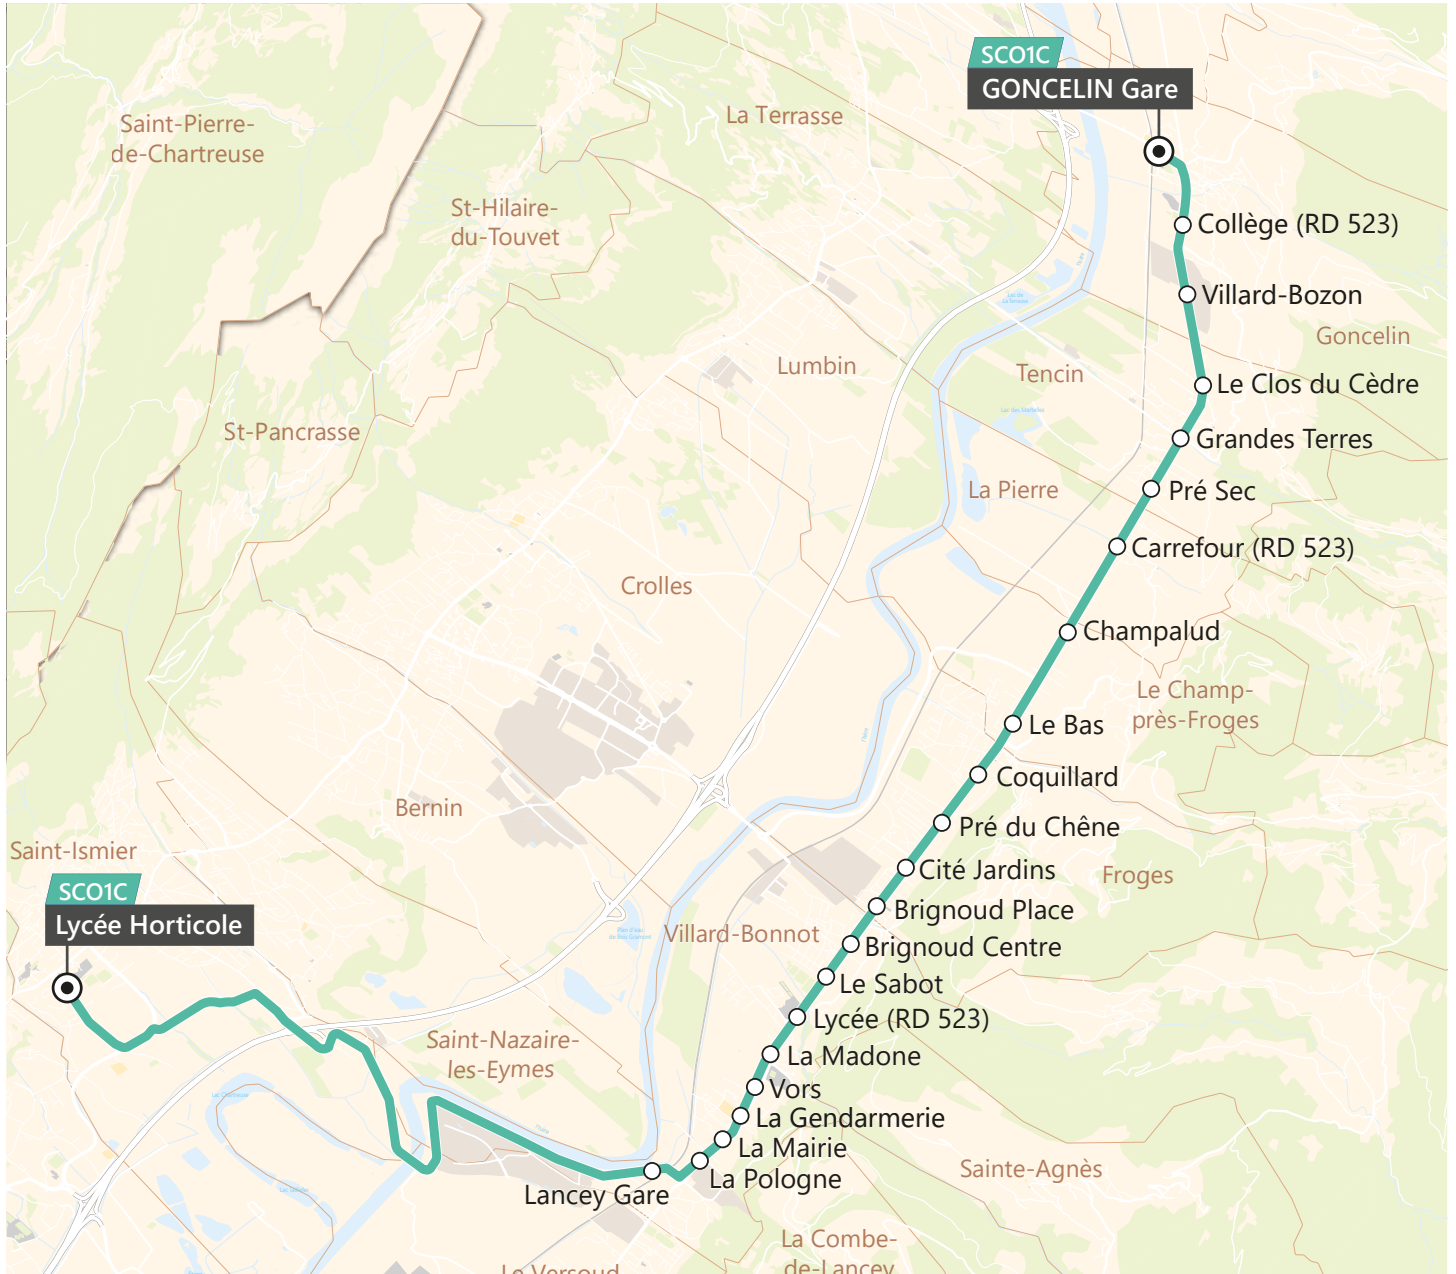 SCO1C
GONCELIN Gare
La Terrasse
Saint-Pierre-
de-Chartreuse
St-Hilaire-
du-Touvet
Collège (RD 523)
Villard-Bozon
Goncelin
Lumbin
Tencin
Le Clos du Cèdre
St-Pancrasse
Grandes Terres
La Pierre
Pré Sec
Carrefour (RD 523)
Crolles
Champalud
Le Champ-
près-Froges
Le Bas
Coquillard
Bernin
Pré du Chêne
Saint-Ismier
Cité Jardins
Froges
SCO1C
Lycée Horticole
Brignoud Place
Villard-Bonnot
Brignoud Centre
Le Sabot
Lycée (RD 523)
Saint-Nazaire-
les-Eymes
La Madone
Vors
La Gendarmerie
La Mairie
Sainte-Agnès
La Pologne
Lancey Gare
La Combe-
de-Lancey
Le Versoud